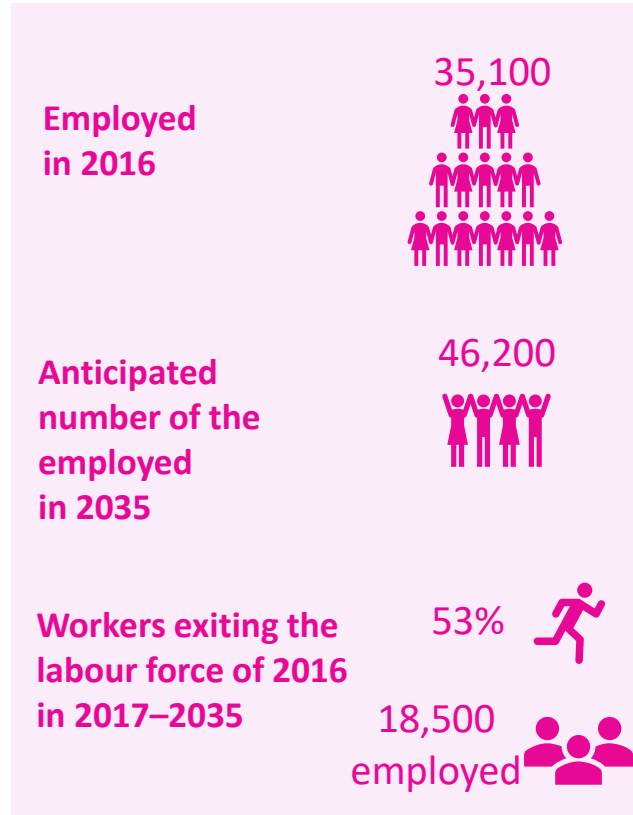 35,100
Employed
in 2016
46,200
Anticipated
number of the
employed
in 2035
Workers exiting the
labour force of 2016
in 2017–2035
53%
18,500
employed